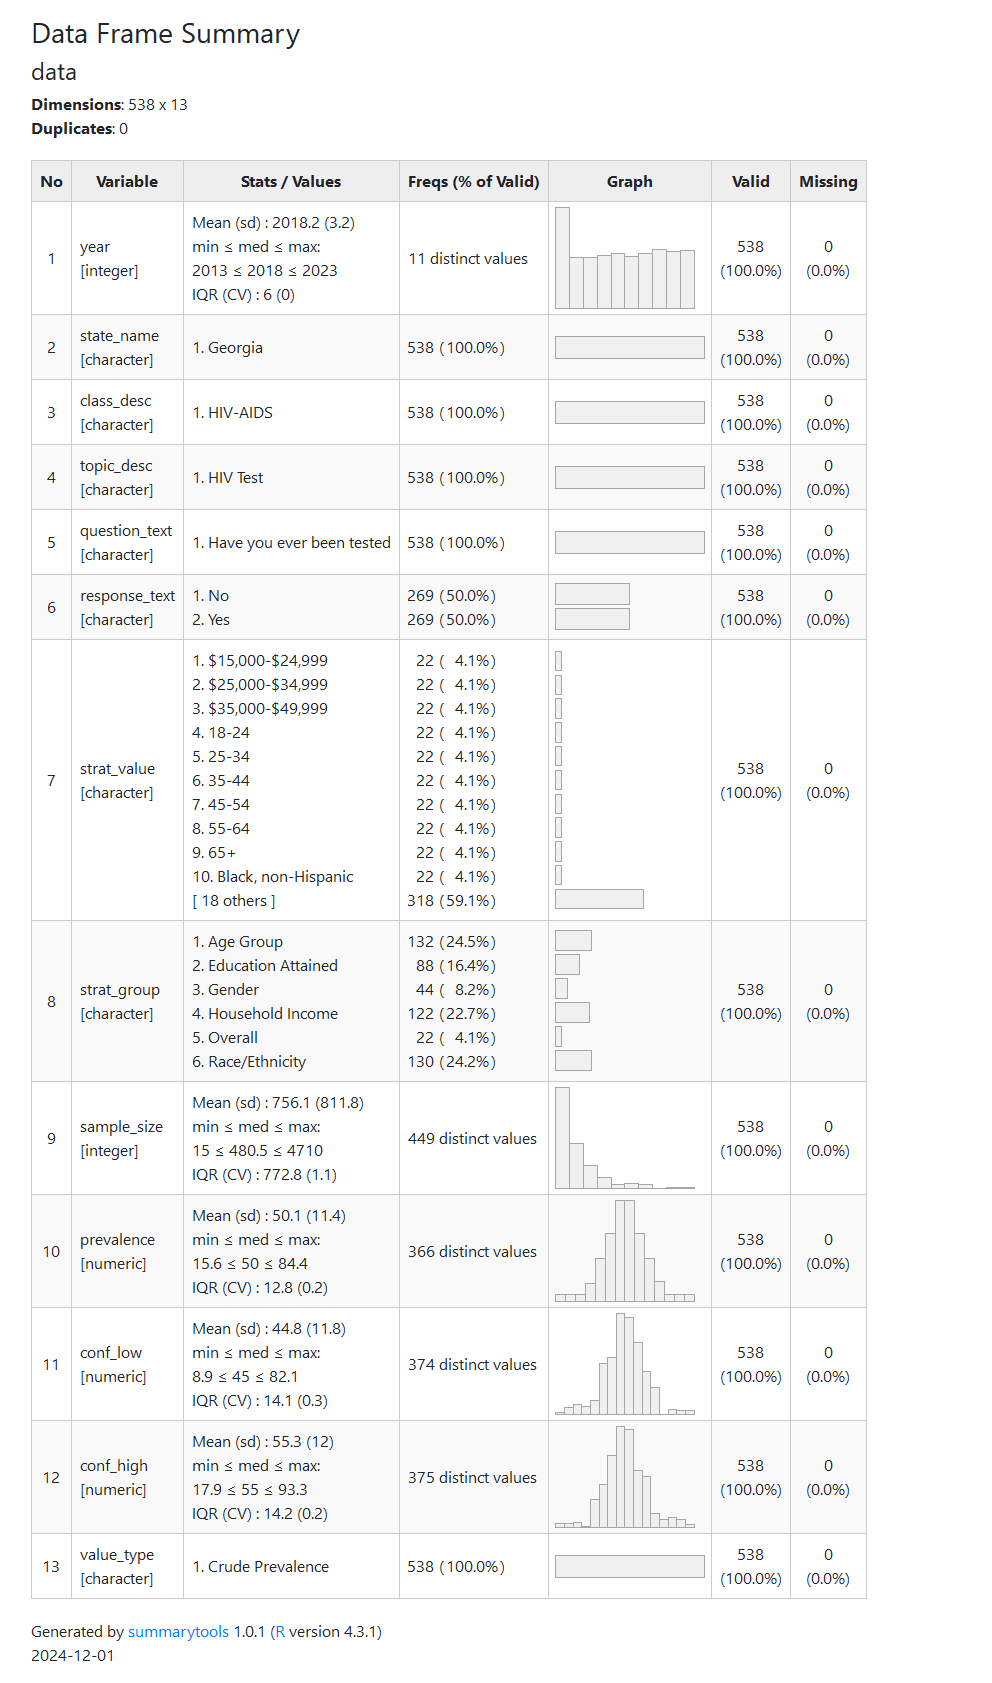 Data Frame Summary
data
Dimensions: 538 x 13
Duplicates: 0
No Variable Stats / Values Freqs (% of Valid) Graph Valid Missing
1
year
[integer]
Mean (sd) : 2018.2 (3.2)
min ≤ med ≤ max:
2013 ≤ 2018 ≤ 2023
IQR (CV) : 6 (0)
11 distinct values
538
(100.0%)
0
(0.0%)
2
state_name
[character]
1. Georgia
538 (100.0%)
538
(100.0%)
0
(0.0%)
3
class_desc
[character]
1. HIV-AIDS
538 (100.0%)
538
(100.0%)
0
(0.0%)
4
topic_desc
[character]
1. HIV Test
538 (100.0%)
538
(100.0%)
0
(0.0%)
5
question_text
[character]
1. Have you ever been tested
538 (100.0%)
538
(100.0%)
0
(0.0%)
6
response_text
[character]
1. No 269 (50.0%)
2. Yes 269 (50.0%)
538
(100.0%)
0
(0.0%)
7
strat_value
[character]
1. $15,000-$24,999 22 ( 4.1%)
2. $25,000-$34,999 22 ( 4.1%)
3. $35,000-$49,999 22 ( 4.1%)
4. 18-24 22 ( 4.1%)
5. 25-34 22 ( 4.1%)
6. 35-44 22 ( 4.1%)
7. 45-54 22 ( 4.1%)
8. 55-64 22 ( 4.1%)
9. 65+ 22 ( 4.1%)
10. Black, non-Hispanic 22 ( 4.1%)
[ 18 others ] 318 (59.1%)
538
(100.0%)
0
(0.0%)
8
strat_group
[character]
1. Age Group 132 (24.5%)
2. Education Attained 88 (16.4%)
3. Gender 44 ( 8.2%)
4. Household Income 122 (22.7%)
5. Overall 22 ( 4.1%)
6. Race/Ethnicity 130 (24.2%)
538
(100.0%)
0
(0.0%)
9
sample_size
[integer]
Mean (sd) : 756.1 (811.8)
min ≤ med ≤ max:
15 ≤ 480.5 ≤ 4710
IQR (CV) : 772.8 (1.1)
449 distinct values
538
(100.0%)
0
(0.0%)
10
prevalence
[numeric]
Mean (sd) : 50.1 (11.4)
min ≤ med ≤ max:
15.6 ≤ 50 ≤ 84.4
IQR (CV) : 12.8 (0.2)
366 distinct values
538
(100.0%)
0
(0.0%)
11
conf_low
[numeric]
Mean (sd) : 44.8 (11.8)
min ≤ med ≤ max:
8.9 ≤ 45 ≤ 82.1
IQR (CV) : 14.1 (0.3)
374 distinct values
538
(100.0%)
0
(0.0%)
12
conf_high
[numeric]
Mean (sd) : 55.3 (12)
min ≤ med ≤ max:
17.9 ≤ 55 ≤ 93.3
IQR (CV) : 14.2 (0.2)
375 distinct values
538
(100.0%)
0
(0.0%)
13
value_type
[character]
1. Crude Prevalence
538 (100.0%)
538
(100.0%)
0
(0.0%)
Generated by summarytools 1.0.1 (R version 4.3.1)
2024-12-01